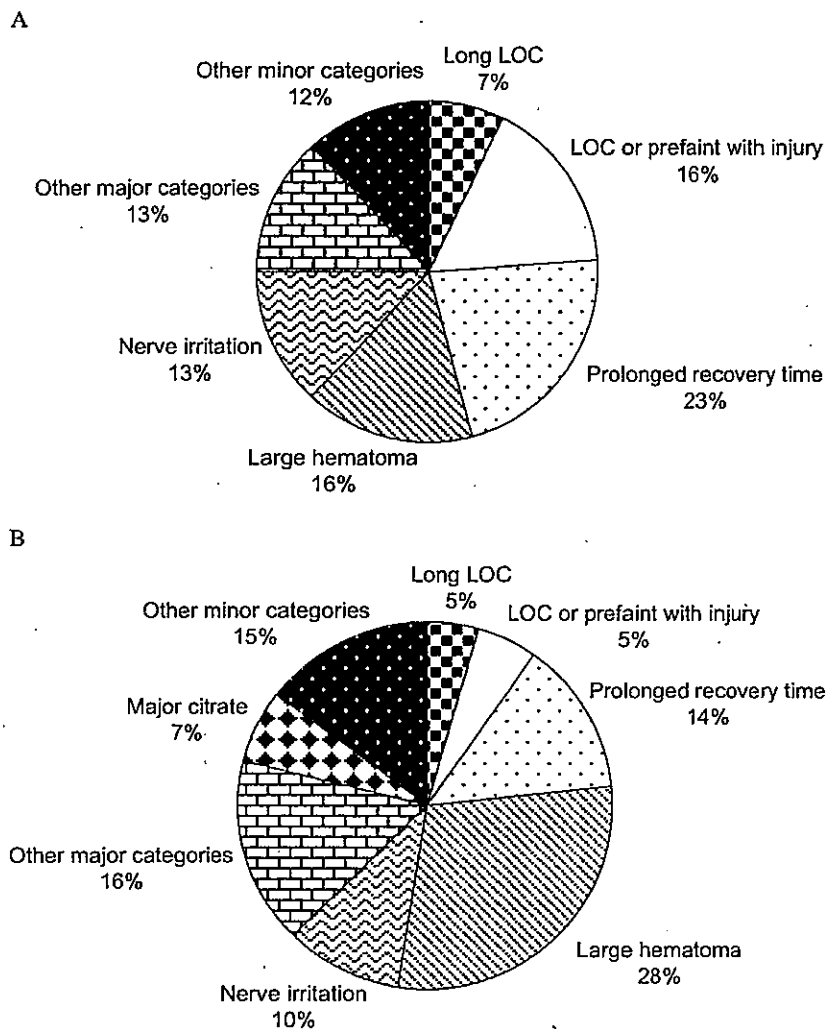 A
Long LOC
7%
Other minor categories
12%
LOC or prefaint with injury
16%
Other major categories
13%
Nerve irritation
13%
Prolonged recovery time
23%
Large hematoma
16%
B
Long LOC
5%
Other minor categories
15%
LOC or prefaint with injury
5%
Prolonged recovery time
14%
Major citrate
7%
Other major categories
16%
Large hematoma
28%
Nerve irritation
10%